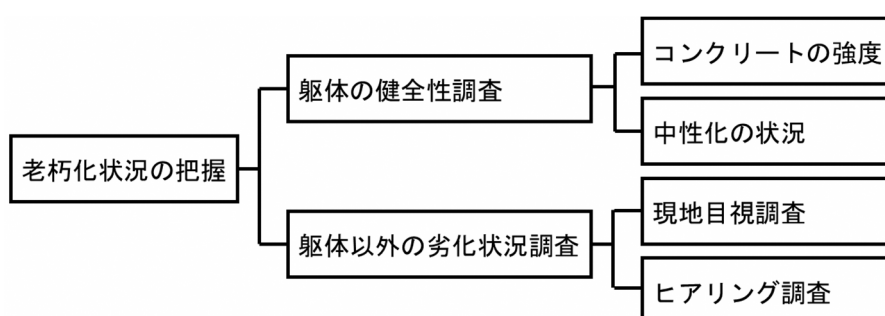 老朽化状況の把握
躯体の健全性調査
コンクリートの強度
中性化の状況
躯体以外の劣化状況調査
現地目視調査
ヒアリング調査